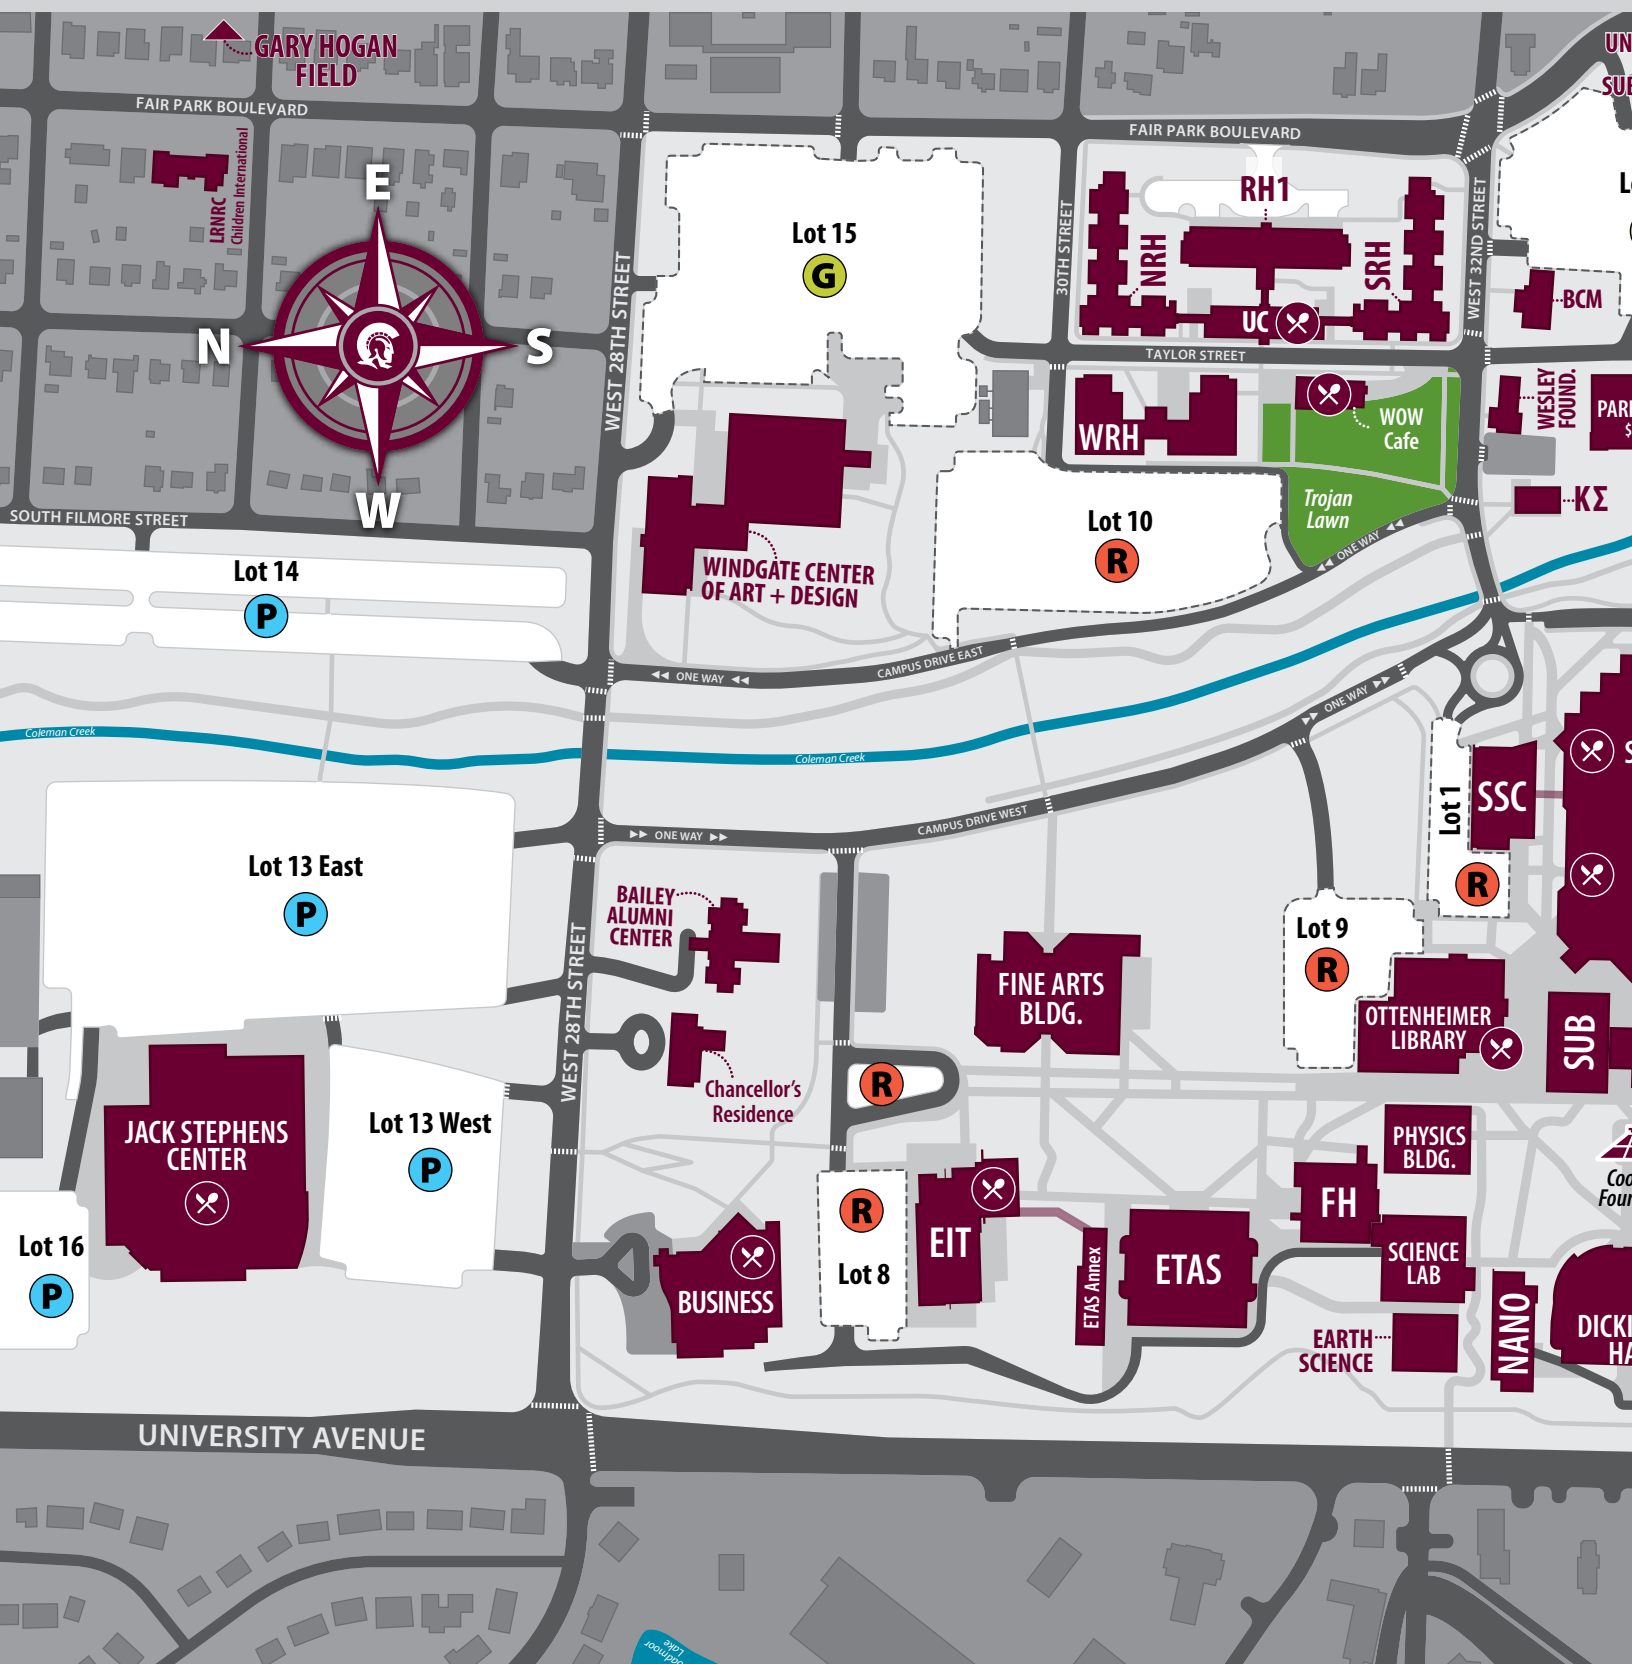 GARY HOGAN
FIELD
FAIR PARK BOULEVARD
LRNRC
Children International
E
N
S
W
SOUTH FILMORE STREET
Lot 14
P
WEST 28TH STREET
Lot 15
G
WINDGATE CENTER
OF ART + DESIGN
30TH STREET
FAIR PARK BOULEVARD
RH1
NRH
SRH
UC
TAYLOR STREET
WEST 32ND STREET
BCM
WESLEY
FOUND.
WRH
WOW
Cafe
Trojan
Lawn
ΚΣ
Lot 10
R
ONE WAY
CAMPUS DRIVE EAST
ONE WAY
Coleman Creek
Coleman Creek
ONE WAY
CAMPUS DRIVE WEST
ONE WAY
Lot 13 East
P
BAILEY
ALUMNI
CENTER
WEST 28TH STREET
Chancellor's
Residence
FINE ARTS
BLDG.
Lot 1
R
SSC
Lot 9
R
OTTENHEIMER
LIBRARY
SUB
R
JACK STEPHENS
CENTER
Lot 13 West
P
Lot 16
P
BUSINESS
R
Lot 8
EIT
ETAS Annex
ETAS
FH
PHYSICS
BLDG.
SCIENCE
LAB
EARTH
SCIENCE
NANO
UNIVERSITY AVENUE